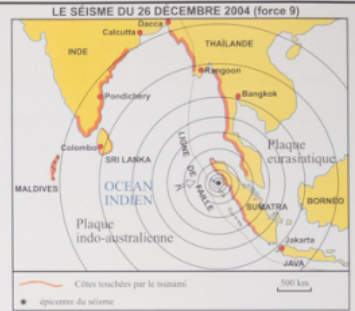 LE SÉISME DU 26 DÉCEMBRE 2004 (force 9)
Dacca
Calcutta
INDE
THAÏLANDE
Rangoon
Pondichery
Bangkok
Colombo
SRI LANKA
LIGNE DE FAILLE
Plaque
eurasiatique
MALDIVES
OCEAN
INDIEN
SUMATRA
BORNÉO
Plaque
indo-australienne
Jakarta
JAVA
Côtes touchées par le tsunami
500 km
épicentre du séisme